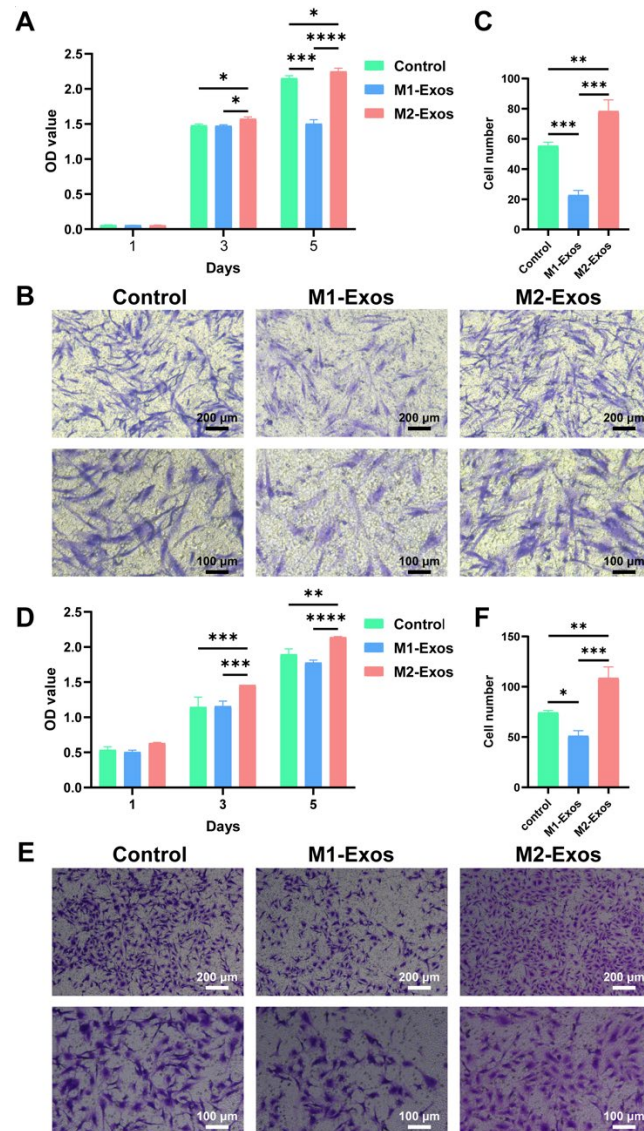 A
2.5
2.0
1.5
1.0
0.5
0.0
OD value
1
3
5
Days
*
*
*
***
****
Control
M1-Exos
M2-Exos
C
100
80
60
40
20
0
Cell number
**
***
***
Control
M1-Exos
M2-Exos
B
Control
M1-Exos
M2-Exos
200 µm
200 µm
200 µm
100 µm
100 µm
100 µm
D
2.5
2.0
1.5
1.0
0.5
0.0
OD value
1
3
5
Days
***
***
**
****
Control
M1-Exos
M2-Exos
F
150
100
50
0
Cell number
**
*
***
control
M1-Exos
M2-Exos
E
Control
M1-Exos
M2-Exos
200 µm
200 µm
200 µm
100 µm
100 µm
100 µm